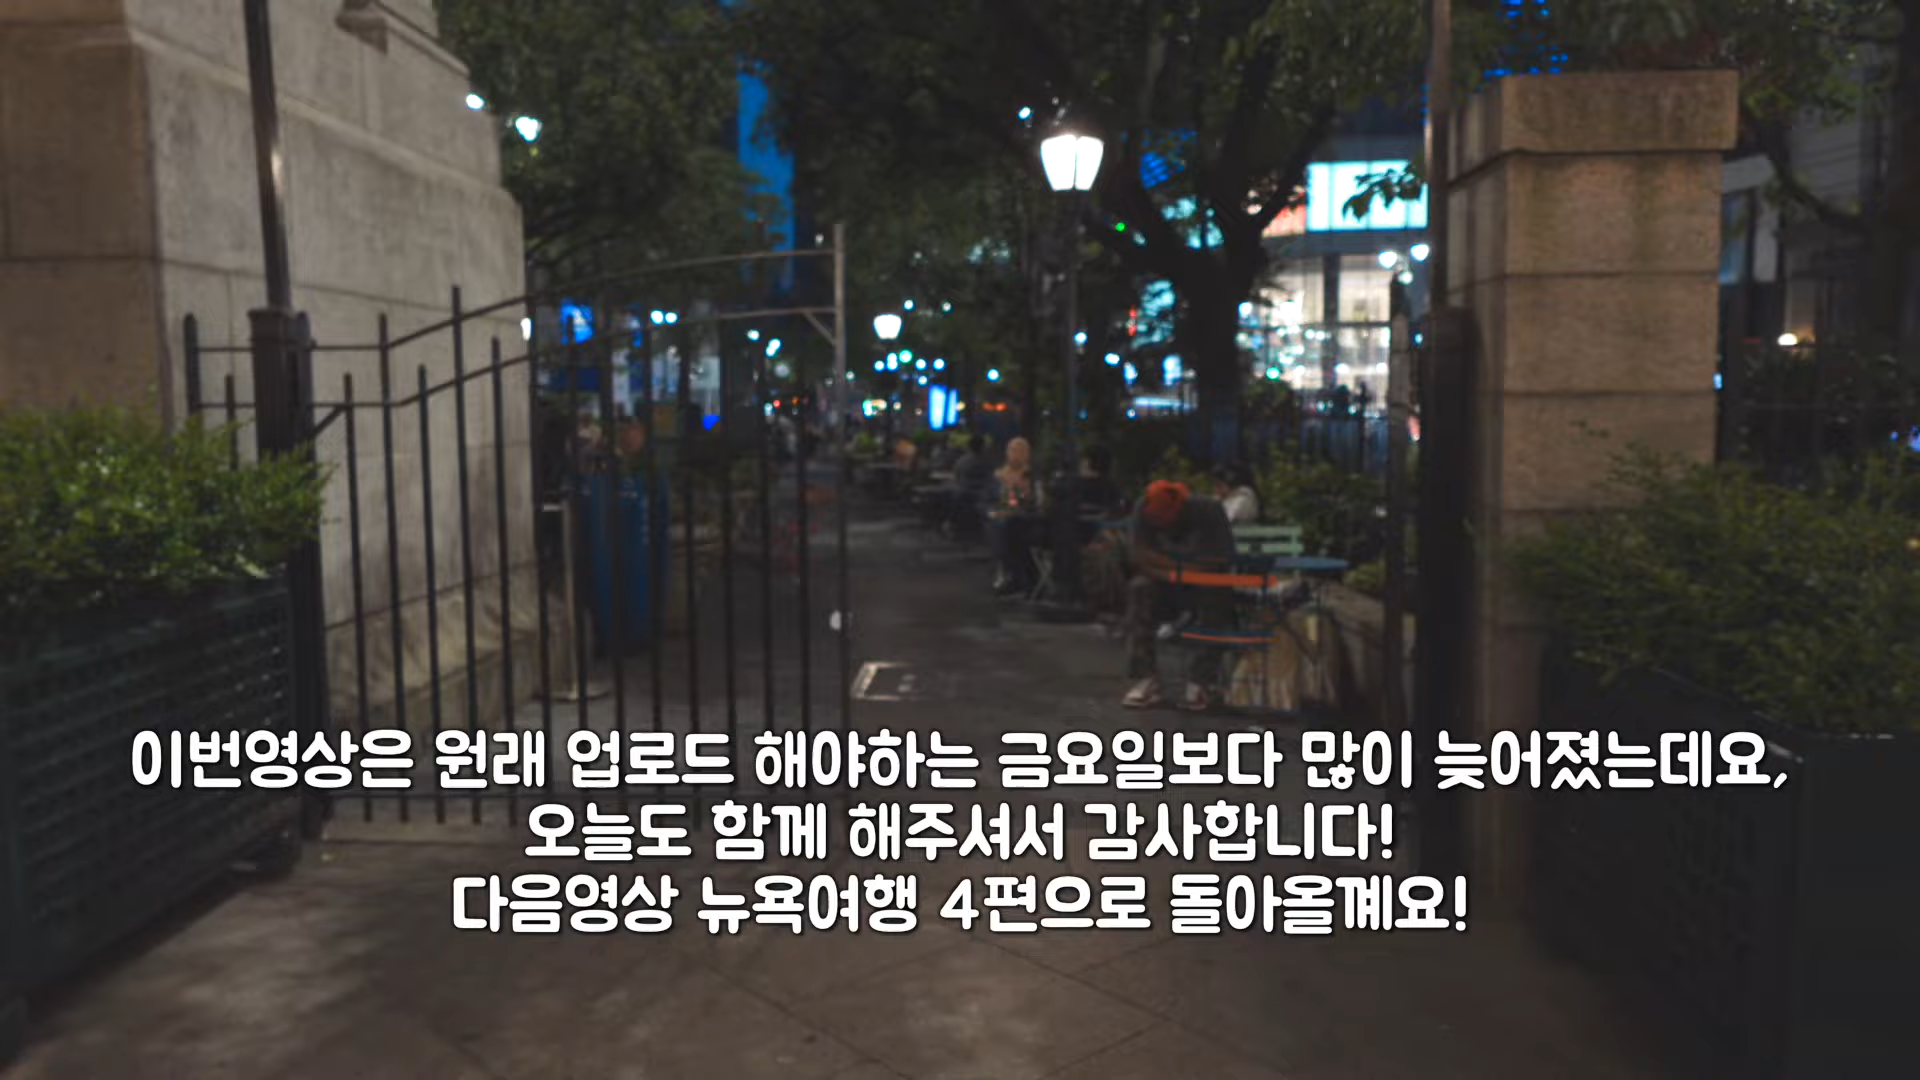 이번영상은 원래 업로드 해야하는 금요일보다 많이 늦어졌는데요,
오늘도 함께 해주셔서 감사합니다!
다음영상 뉴욕여행 4편으로 돌아올꼐요!